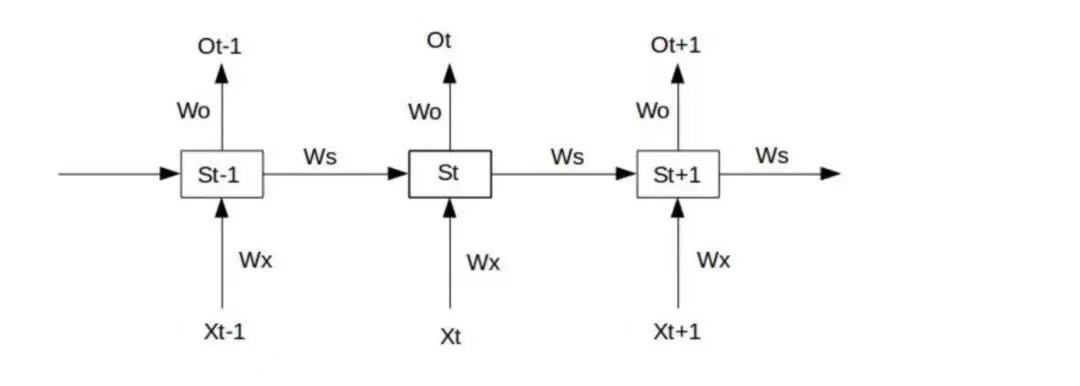 Ot-1 Ot Ot+1
Wo Wo Wo
Ws Ws Ws
St-1 St St+1
Wx Wx Wx
Xt-1 Xt Xt+1